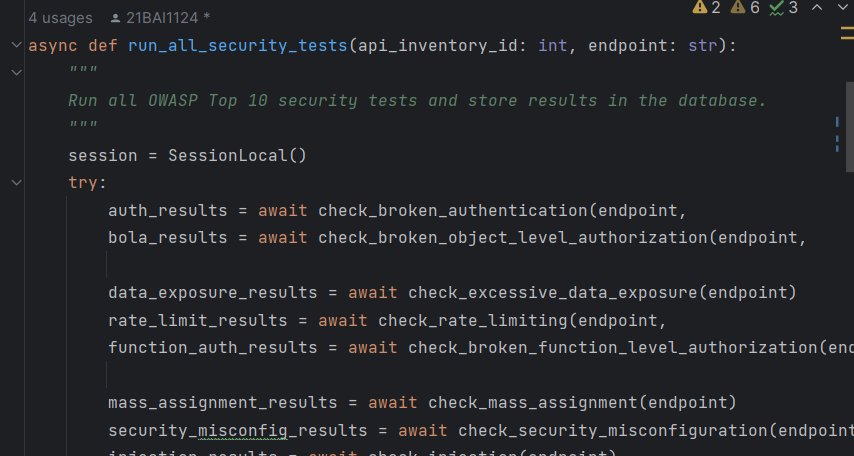 4 usages 21BAI1124 * 2 6 3
async def run_all_security_tests(api_inventory_id: int, endpoint: str):
"""
Run all OWASP Top 10 security tests and store results in the database.
"""
session = SessionLocal()
try:
auth_results = await check_broken_authentication(endpoint,
bola_results = await check_broken_object_level_authorization(endpoint,
data_exposure_results = await check_excessive_data_exposure(endpoint)
rate_limit_results = await check_rate_limiting(endpoint,
function_auth_results = await check_broken_function_level_authorization(end
mass_assignment_results = await check_mass_assignment(endpoint)
security_misconfig_results = await check_security_misconfiguration(endpoint
injection_results = await check_injection(endpoint)